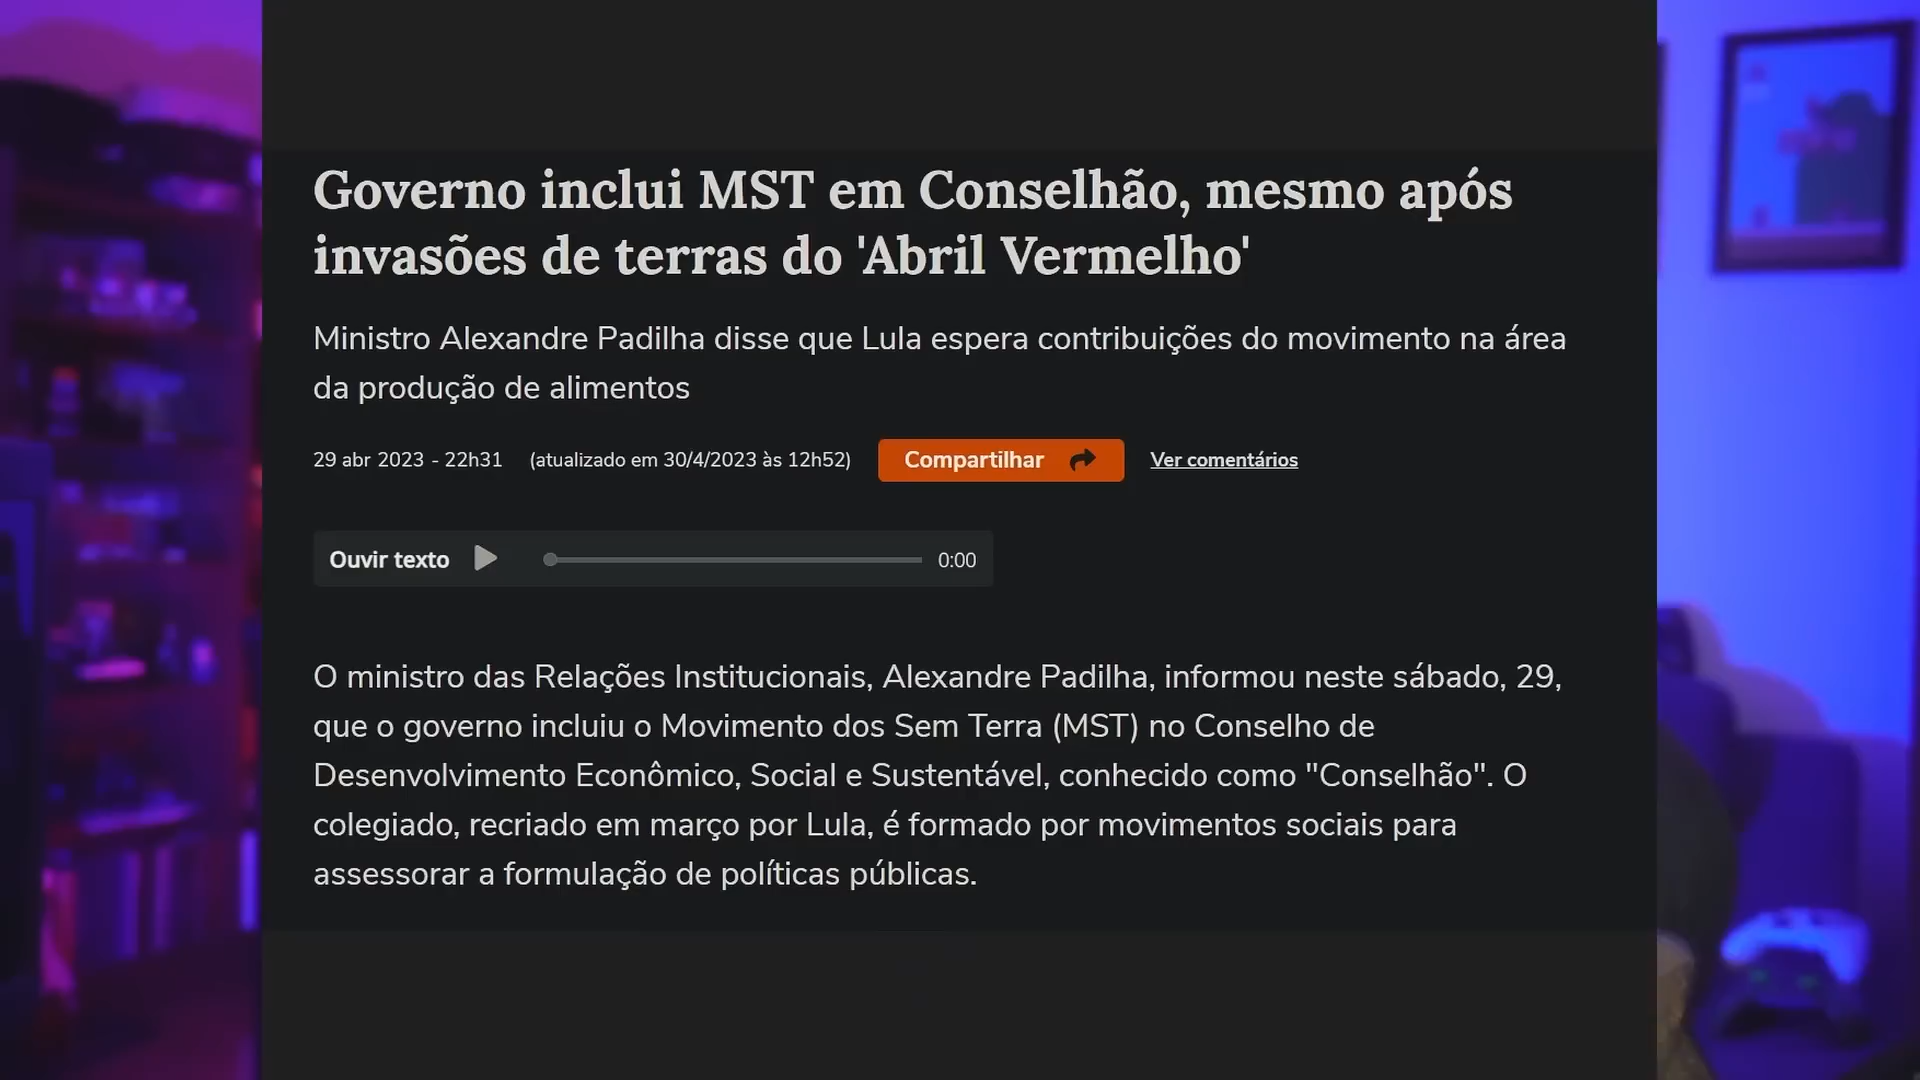 Governo inclui MST em Conselhão, mesmo após
invasões de terras do 'Abril Vermelho'
Ministro Alexandre Padilha disse que Lula espera contribuições do movimento na área
da produção de alimentos
29 abr 2023 - 22h31 (atualizado em 30/4/2023 às 12h52) Compartilhar Ver comentários
Ouvir texto 0:00
O ministro das Relações Institucionais, Alexandre Padilha, informou neste sábado, 29,
que o governo incluiu o Movimento dos Sem Terra (MST) no Conselho de
Desenvolvimento Econômico, Social e Sustentável, conhecido como "Conselhão". O
colegiado, recriado em março por Lula, é formado por movimentos sociais para
assessorar a formulação de políticas públicas.